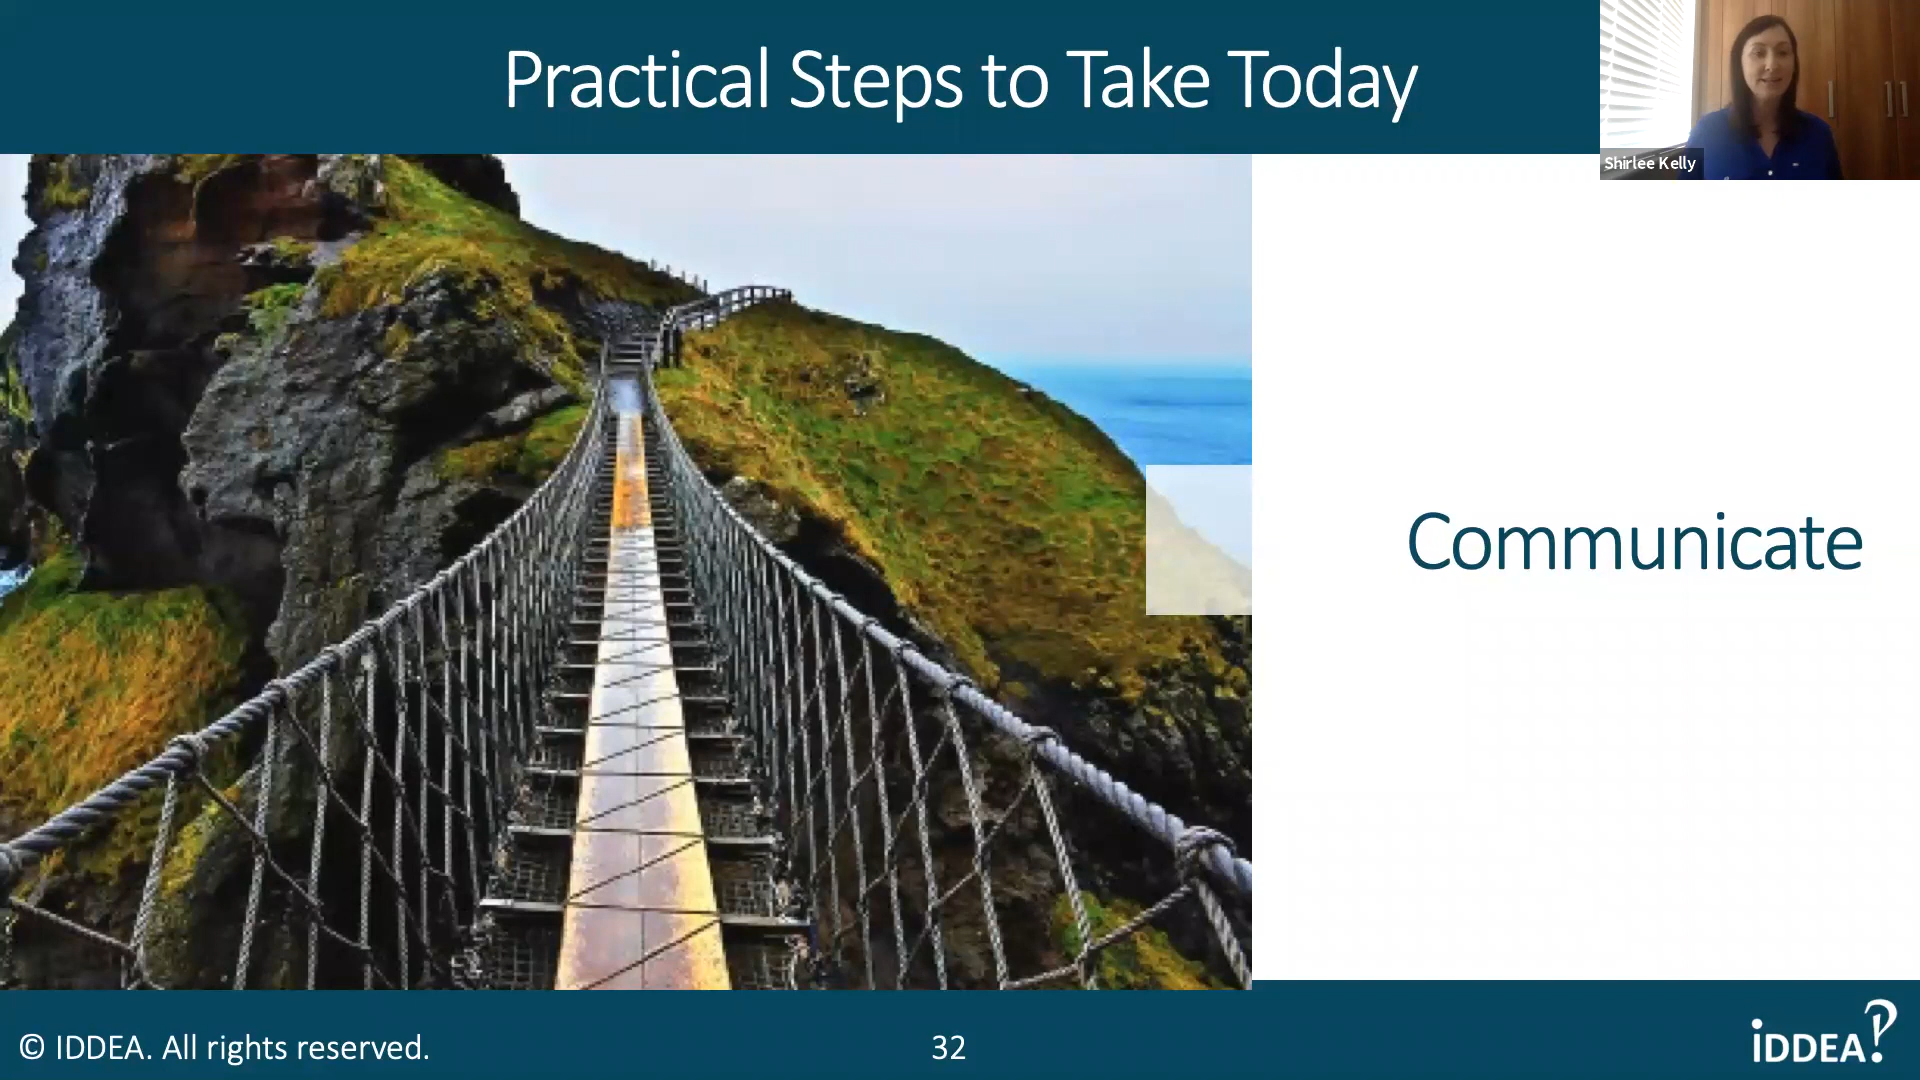 Practical Steps to Take Today
Shirlee Kelly
Communicate
© IDDEA. All rights reserved.
32
iDDEA?